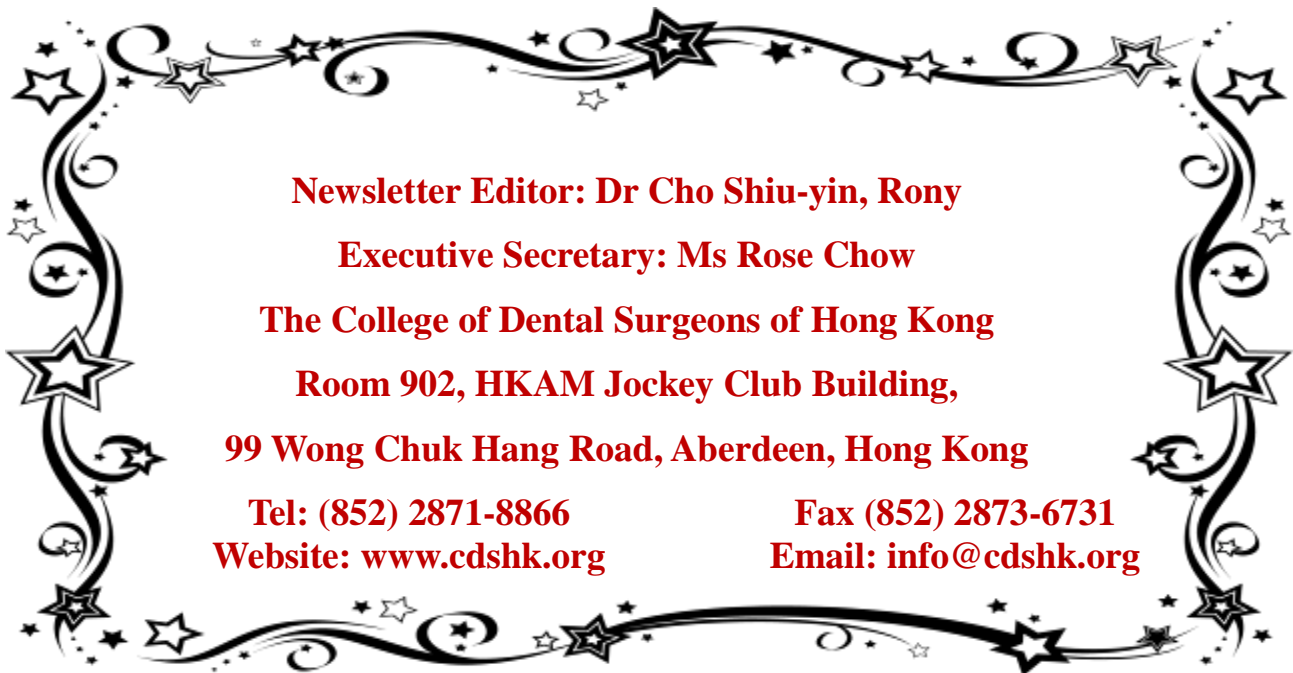 Newsletter Editor: Dr Cho Shiu-yin, Rony
Executive Secretary: Ms Rose Chow
The College of Dental Surgeons of Hong Kong
Room 902, HKAM Jockey Club Building,
99 Wong Chuk Hang Road, Aberdeen, Hong Kong
Tel: (852) 2871-8866 Fax (852) 2873-6731
Website: www.cdshk.org Email: info@cdshk.org